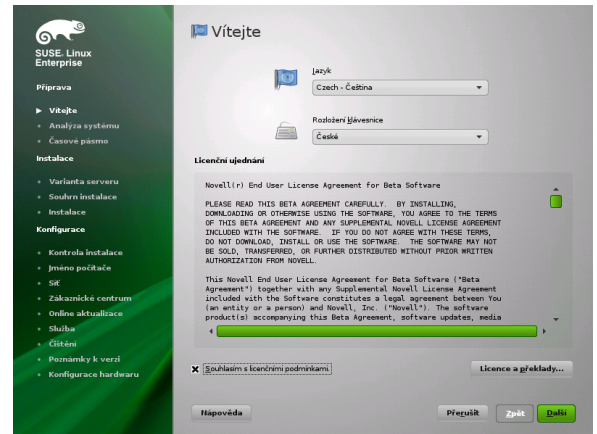 SUSE. Linux
Enterprise
Příprava
Vítejte
Analýza systému
Časové pásmo
Instalace
Varianta serveru
Souhrn instalace
Instalace
Konfigurace
Kontrola instalace
Jméno počítače
Síť
Zákaznické centrum
Online aktualizace
Služba
Čištění
Poznámky k verzi
Konfigurace hardwaru
Vítejte
Jazyk
Czech - Čeština
Rozložení klávesnice
České
Licenční ujednání
Novell(r) End User License Agreement for Beta Software
PLEASE READ THIS BETA AGREEMENT CAREFULLY. BY INSTALLING,
DOWNLOADING OR OTHERWISE USING THE SOFTWARE, YOU AGREE TO THE TERMS
OF THIS BETA AGREEMENT AND ANY SUPPLEMENTAL NOVELL LICENSE AGREEMENT
INCLUDED WITH THE SOFTWARE. IF YOU DO NOT AGREE WITH THESE TERMS,
DO NOT DOWNLOAD, INSTALL OR USE THE SOFTWARE. THE SOFTWARE MAY NOT
BE SOLD, TRANSFERRED, OR FURTHER DISTRIBUTED WITHOUT PRIOR WRITTEN
AUTHORIZATION FROM NOVELL.
This Novell End User License Agreement for Beta Software ("Beta
Agreement") together with any Supplemental Novell License Agreement
included with the Software constitutes a legal agreement between You
(an entity or a person) and Novell, Inc. ("Novell"). The software
product(s) accompanying this Beta Agreement, software updates, media
Souhlasím s licenčními podmínkami.
Licence a překlady...
Nápověda
Přerušit
Zpět
Další